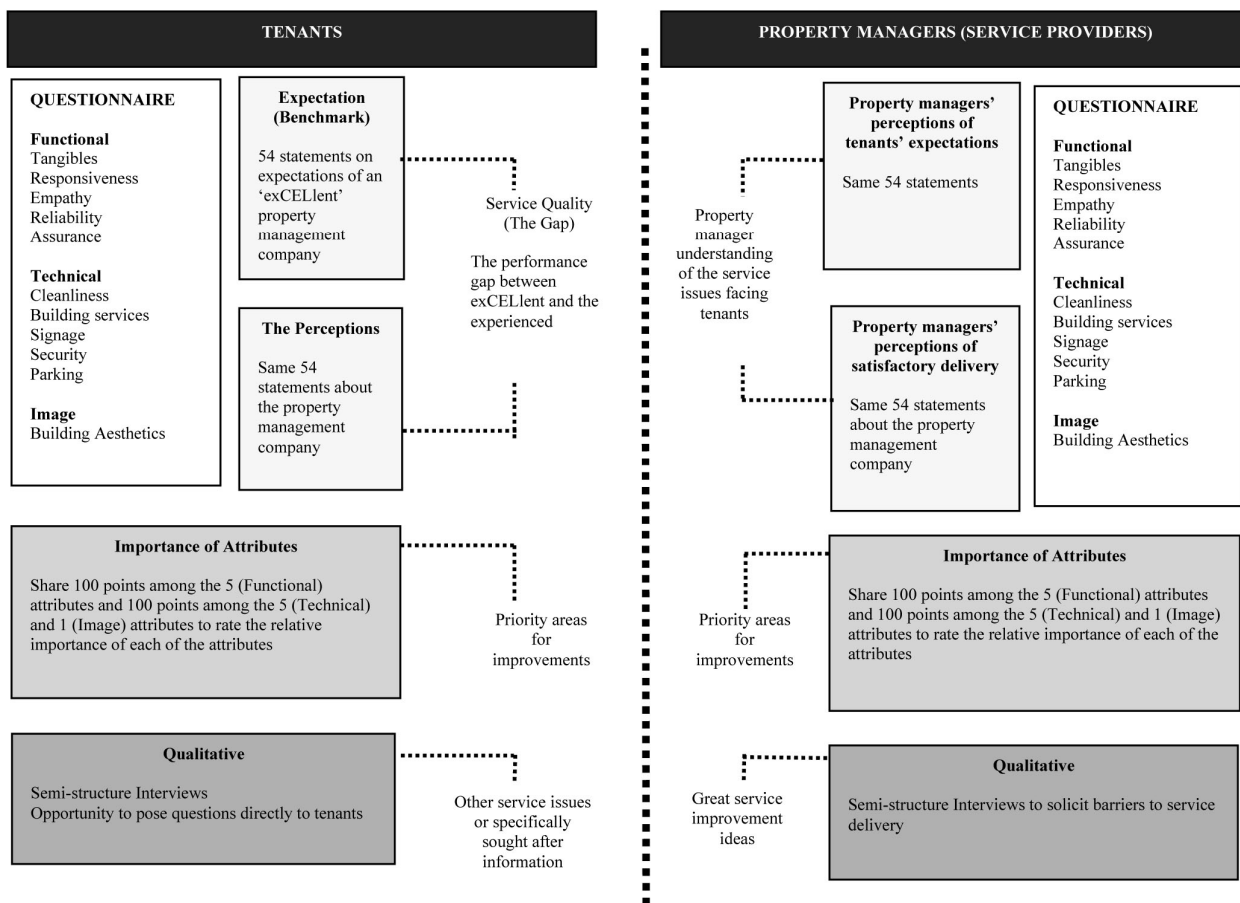 TENANTS
QUESTIONNAIRE
Functional
Tangibles
Responsiveness
Empathy
Reliability
Assurance
Technical
Cleanliness
Building services
Signage
Security
Parking
Image
Building Aesthetics
Expectation
(Benchmark)
54 statements on
expectations of an
‘exCELlent’
property
management
company
Service Quality
(The Gap)
The performance
gap between
exCELlent and the
experienced
The Perceptions
Same 54
statements about
the property
management
company
Importance of Attributes
Share 100 points among the 5 (Functional)
attributes and 100 points among the 5 (Technical)
and 1 (Image) attributes to rate the relative
importance of each of the attributes
Priority areas
for
improvements
Qualitative
Semi-structure Interviews
Opportunity to pose questions directly to tenants
Other service issues
or specifically
sought after
information
PROPERTY MANAGERS (SERVICE PROVIDERS)
Property
manager
understanding
of the service
issues facing
tenants
Property managers’
perceptions of
tenants’ expectations
Same 54 statements
Property managers’
perceptions of
satisfactory delivery
Same 54 statements
about the property
management
company
QUESTIONNAIRE
Functional
Tangibles
Responsiveness
Empathy
Reliability
Assurance
Technical
Cleanliness
Building services
Signage
Security
Parking
Image
Building Aesthetics
Priority areas
for
improvements
Importance of Attributes
Share 100 points among the 5 (Functional) attributes
and 100 points among the 5 (Technical) and 1 (Image)
attributes to rate the relative importance of each of the
attributes
Great service
improvement
ideas
Qualitative
Semi-structure Interviews to solicit barriers to service
delivery